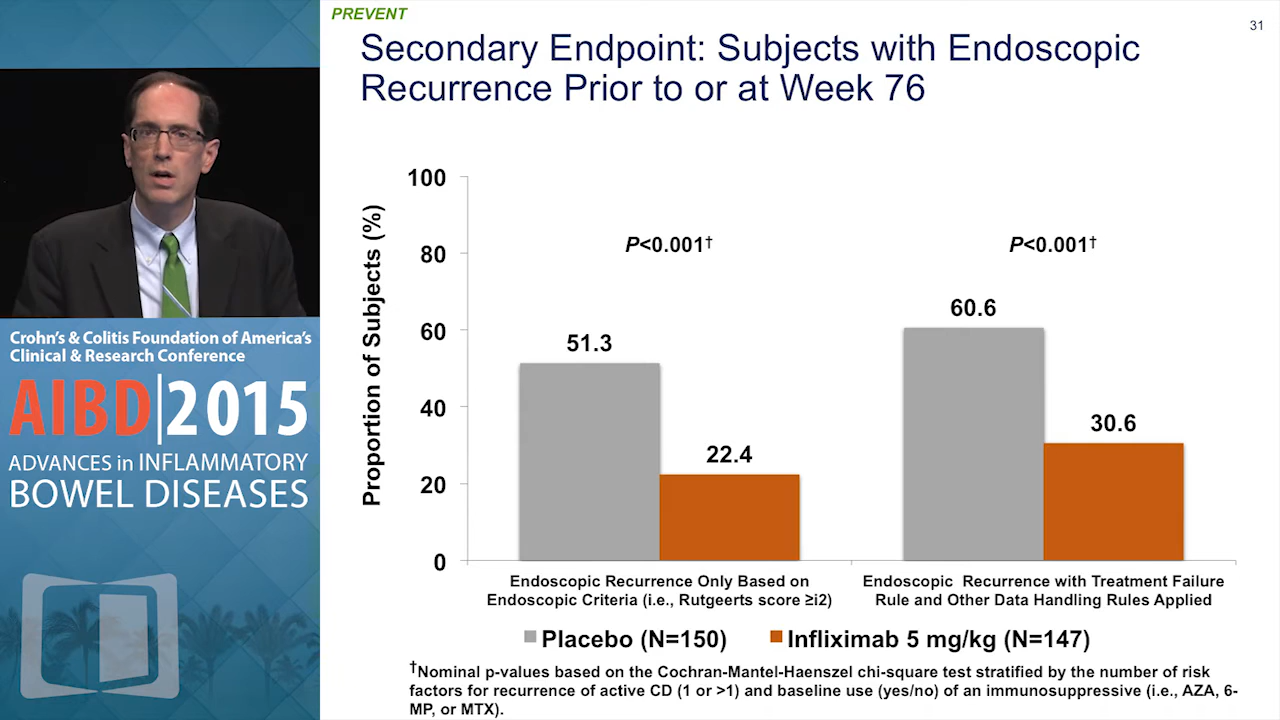 PREVENT
31
Secondary Endpoint: Subjects with Endoscopic
Recurrence Prior to or at Week 76
Proportion of Subjects (%)
100
80
60
40
20
0
P<0.001†
P<0.001†
51.3
22.4
60.6
30.6
Endoscopic Recurrence Only Based on
Endoscopic Criteria (i.e., Rutgeerts score ≥i2)
Endoscopic Recurrence with Treatment Failure
Rule and Other Data Handling Rules Applied
Placebo (N=150)
Infliximab 5 mg/kg (N=147)
†Nominal p-values based on the Cochran-Mantel-Haenszel chi-square test stratified by the number of risk
factors for recurrence of active CD (1 or >1) and baseline use (yes/no) of an immunosuppressive (i.e., AZA, 6-
MP, or MTX).
Crohn's & Colitis Foundation of America's
Clinical & Research Conference
AIBD|2015
ADVANCES in INFLAMMATORY
BOWEL DISEASES